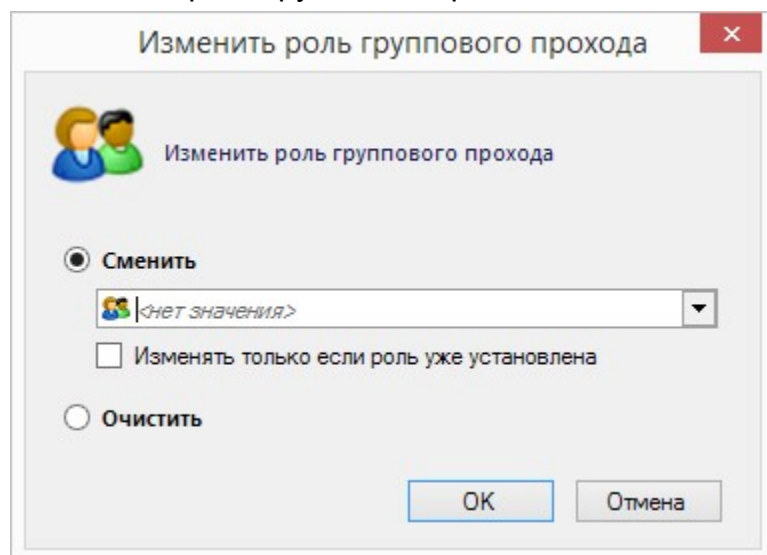 Изменить роль группового прохода
Изменить роль группового прохода
Сменить
<нет значения>
Изменять только если роль уже установлена
Очистить
OK
Отмена